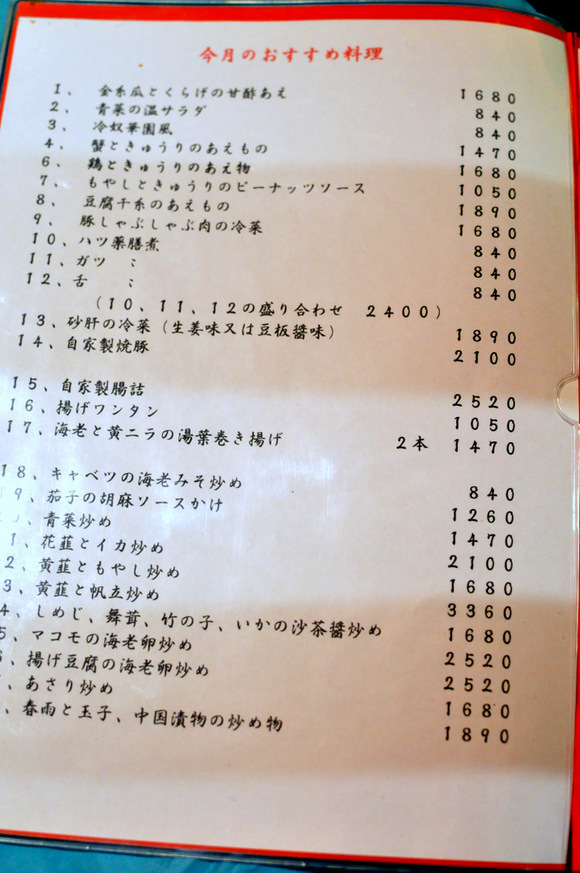 今月のおすすめ料理
1、 金糸瓜とくらげの甘酢あえ 1680
2、 青菜の温サラダ 840
3、 冷奴華園風 840
4、 蟹ときゅうりのあえもの 1470
6、 鶏ときゅうりのあえ物 1680
7、 もやしときゅうりのピーナッツソース 1050
8、 豆腐干糸のあえもの 1890
9、 豚しゃぶしゃぶ肉の冷菜 1680
10、ハツ薬膳煮 840
11、ガツ 〻 840
12、舌 〻 840
(10、11、12の盛り合わせ 2400)
13、砂肝の冷菜(生姜味又は豆板醤味) 1890
14、自家製焼豚 2100
15、自家製腸詰 2520
16、揚げワンタン 1050
17、海老と黄ニラの湯葉巻き揚げ 2本 1470
18、キャベツの海老みそ炒め 840
9、茄子の胡麻ソースかけ 1260
、青菜炒め 1470
1、花韮とイカ炒め 2100
2、黄韮ともやし炒め 1680
3、黄韮と帆立炒め 3360
4、しめじ、舞茸、竹の子、いかの沙茶醤炒め 1680
5、マコモの海老卵炒め 2520
、揚げ豆腐の海老卵炒め 2520
、あさり炒め 1680
、春雨と玉子、中国漬物の炒め物 1890